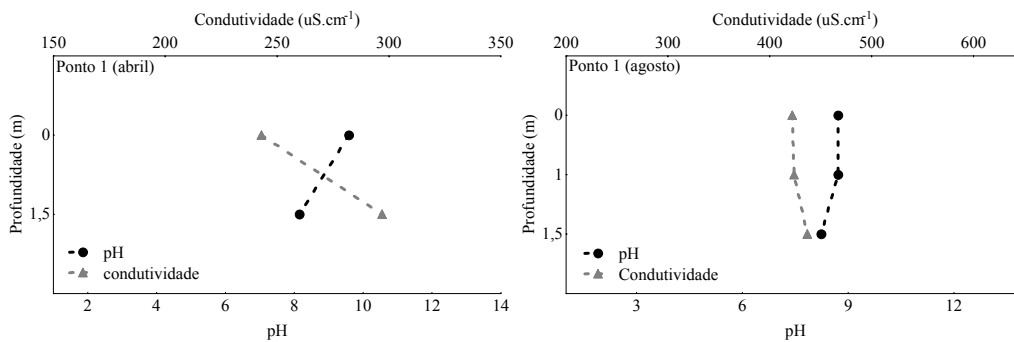 Condutividade (uS.cm⁻¹)
150 200 250 300 350
Ponto 1 (abril)
Profundidade (m)
0
1,5
pH
condutividade
2 4 6 8 10 12 14
pH
Condutividade (uS.cm⁻¹)
200 300 400 500 600
Ponto 1 (agosto)
Profundidade (m)
0
1
1,5
pH
Condutividade
3 6 9 12
pH